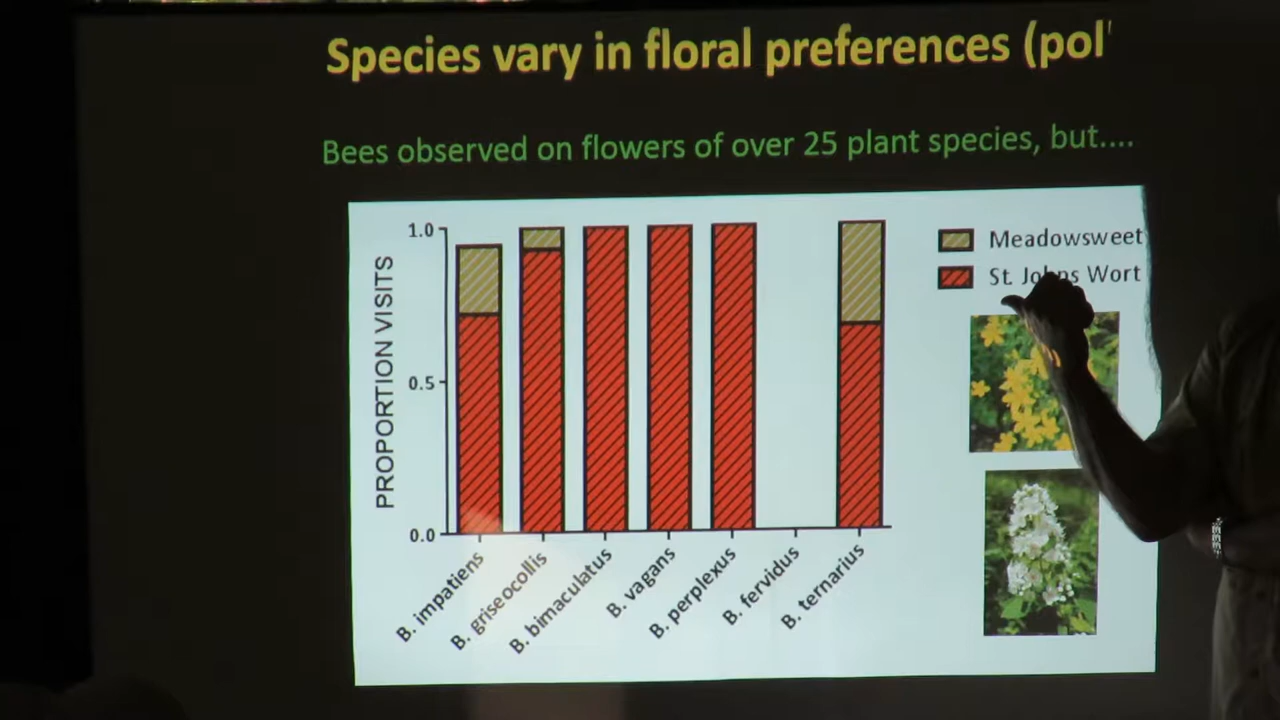 Species vary in floral preferences (pol
Bees observed on flowers of over 25 plant species, but....
PROPORTION VISITS
1.0
0.5
0.0
B. impatiens
B. griseocollis
B. bimaculatus
B. vagans
B. perplexus
B. fervidus
B. ternarius
Meadowsweet
St. Johns Wort